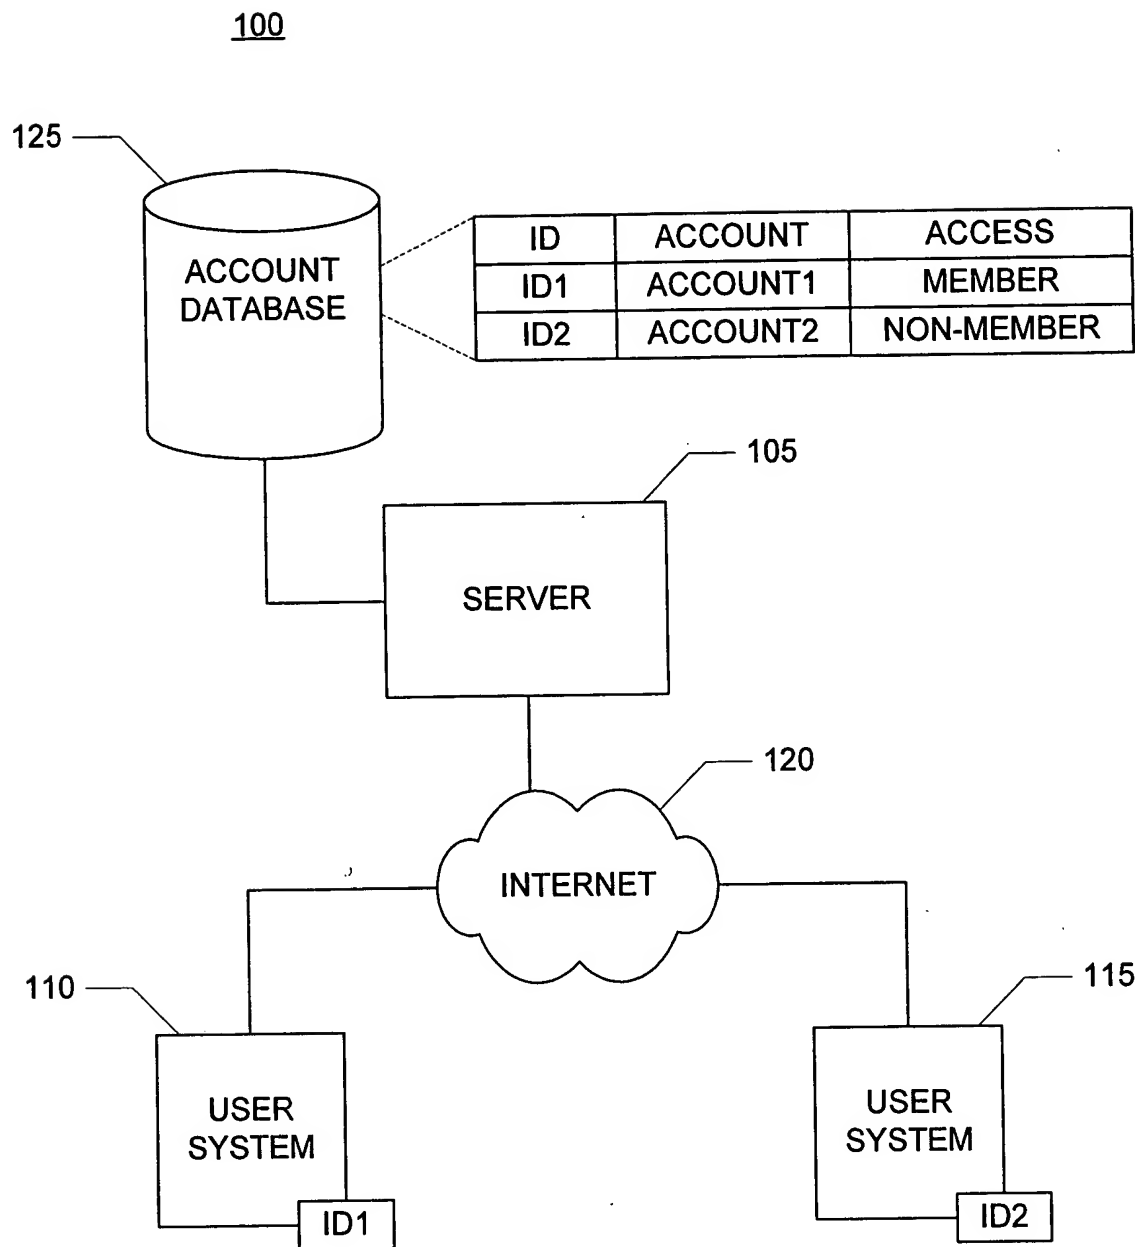 100
125
ACCOUNT
DATABASE
ID ACCOUNT ACCESS
ID1 ACCOUNT1 MEMBER
ID2 ACCOUNT2 NON-MEMBER
105
SERVER
120
INTERNET
110
USER
SYSTEM
ID1
115
USER
SYSTEM
ID2